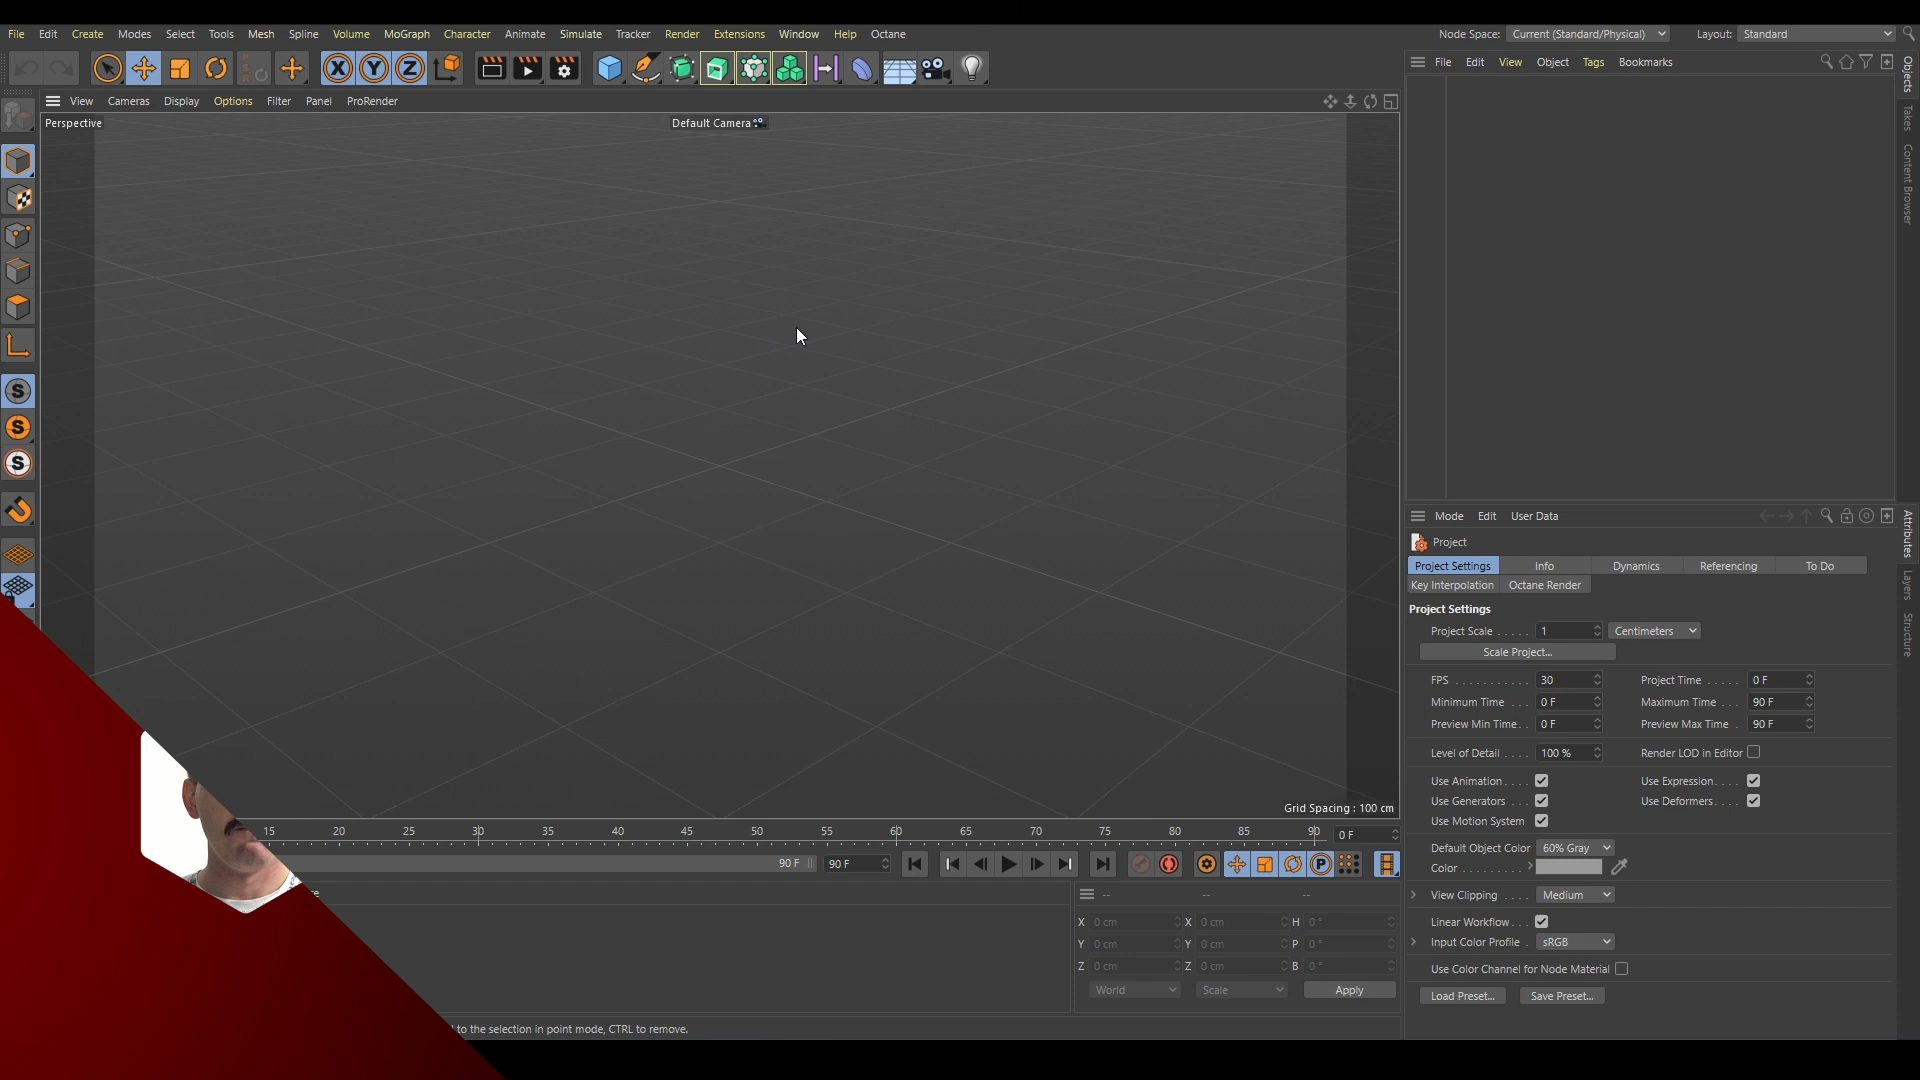 File Edit Create Modes Select Tools Mesh Spline Volume MoGraph Character Animate Simulate Tracker Render Extensions Window Help Octane Node Space: Current (Standard/Physical) Layout: Standard
X Y Z
File Edit View Object Tags Bookmarks
View Cameras Display Options Filter Panel ProRender
Perspective Default Camera
Objects
Takes
Content Browser
S
S
S
Mode Edit User Data
Project
Project Settings Info Dynamics Referencing To Do
Key Interpolation Octane Render
Attributes
Layers
Structure
Project Settings
Project Scale . . . . . 1 Centimeters
Scale Project...
FPS . . . . . . . . . . . 30 Project Time . . . . . 0 F
Minimum Time . . . 0 F Maximum Time . . . 90 F
Preview Min Time. . 0 F Preview Max Time . 90 F
Level of Detail . . . . 100 % Render LOD in Editor
Use Animation. . . . Use Expression. . . .
Use Generators . . . Use Deformers. . . .
Use Motion System
Default Object Color 60% Gray
Color . . . . . . . . .
View Clipping . . . . Medium
Linear Workflow. . .
Input Color Profile . sRGB
Use Color Channel for Node Material
Load Preset... Save Preset...
Grid Spacing : 100 cm
15 20 25 30 35 40 45 50 55 60 65 70 75 80 85 90 0 F
90 F 90 F P
-- -- --
X 0 cm X 0 cm H 0 °
Y 0 cm Y 0 cm P 0 °
Z 0 cm Z 0 cm B 0 °
World Scale Apply
to the selection in point mode, CTRL to remove.